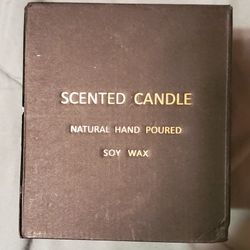 SCENTED CANDLE
NATURAL HAND POURED
SOY WAX